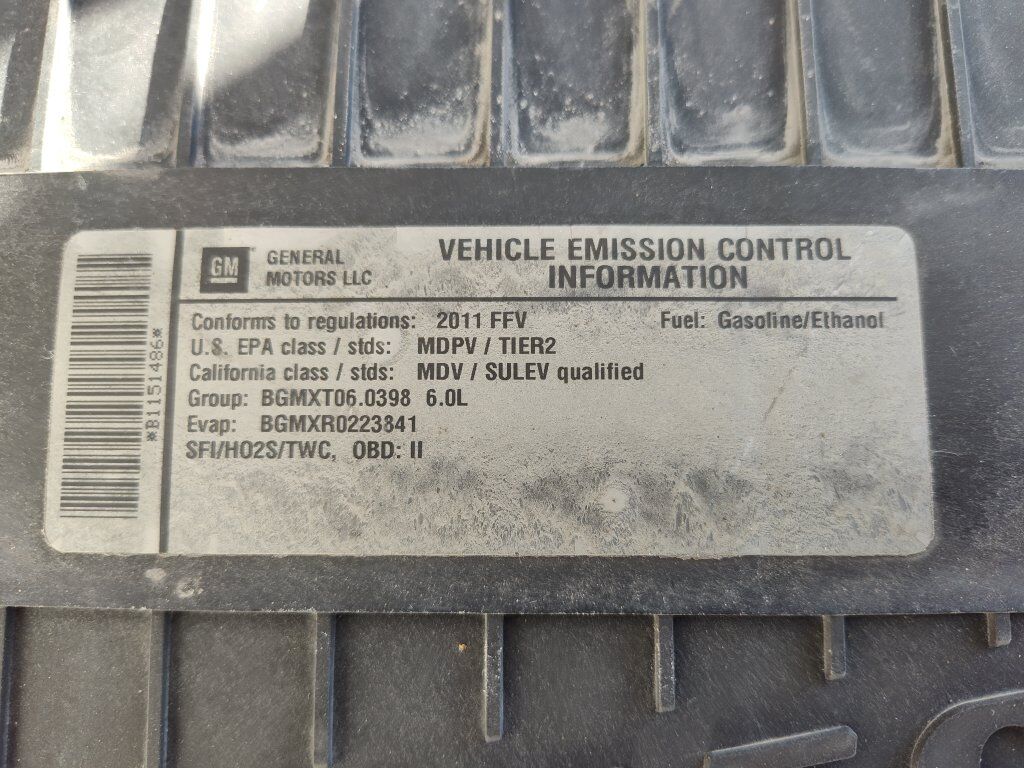 *B1151486*
GM
GENERAL
MOTORS LLC
VEHICLE EMISSION CONTROL
INFORMATION
Conforms to regulations: 2011 FFV Fuel: Gasoline/Ethanol
U.S. EPA class / stds: MDPV / TIER2
California class / stds: MDV / SULEV qualified
Group: BGMXT06.0398 6.0L
Evap: BGMXR0223841
SFI/HO2S/TWC, OBD: II